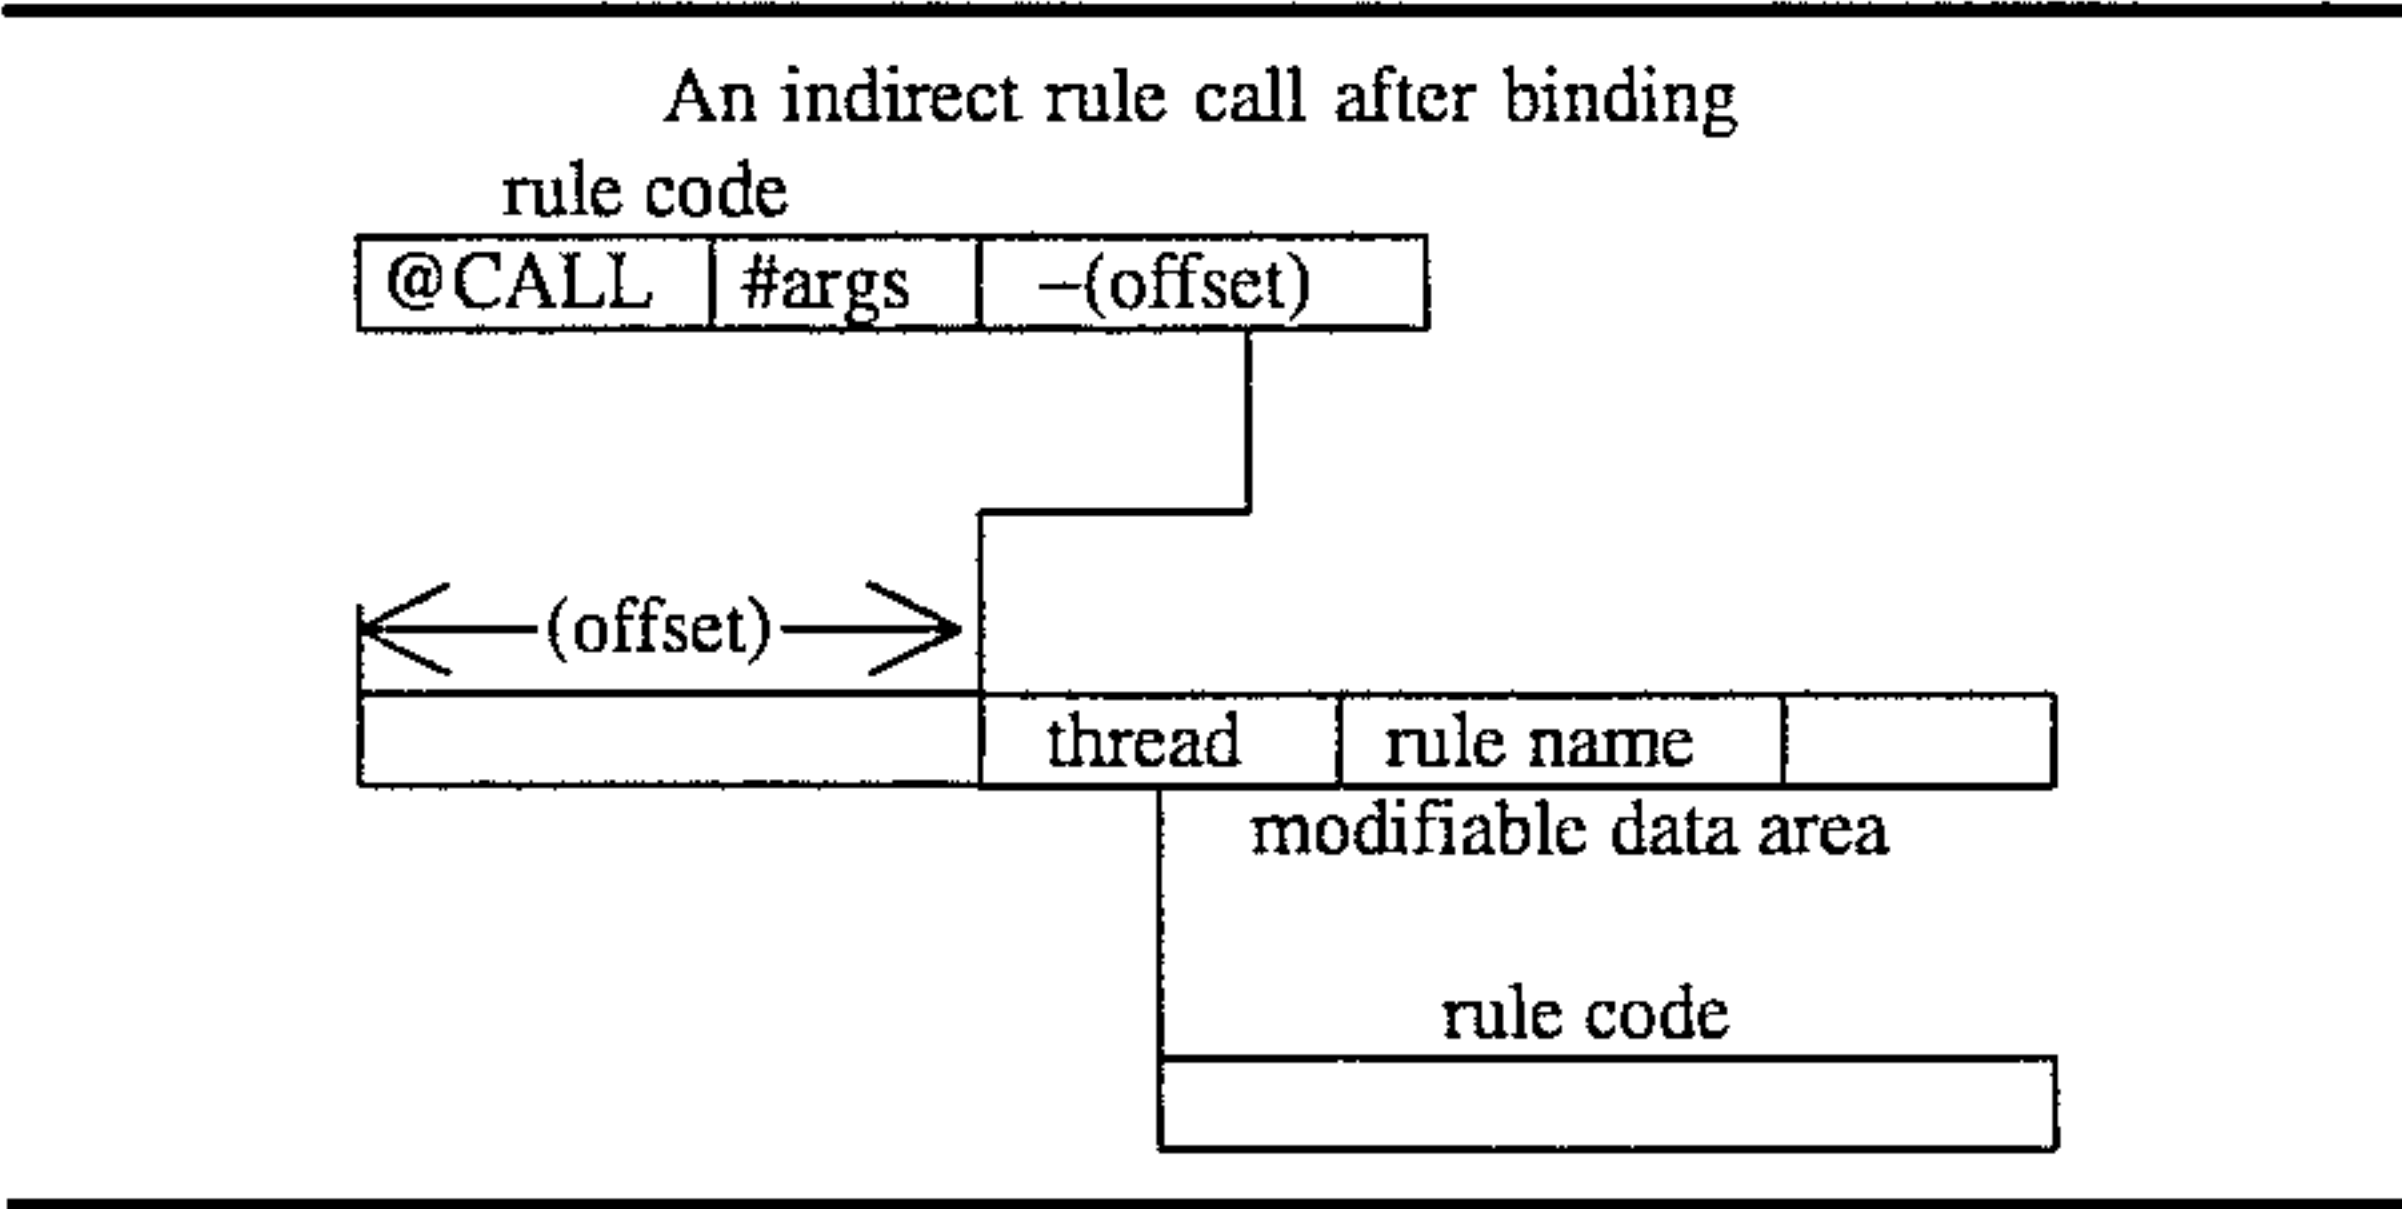 An indirect rule call after binding
rule code
@CALL #args –(offset)
(offset)
thread rule name
modifiable data area
rule code